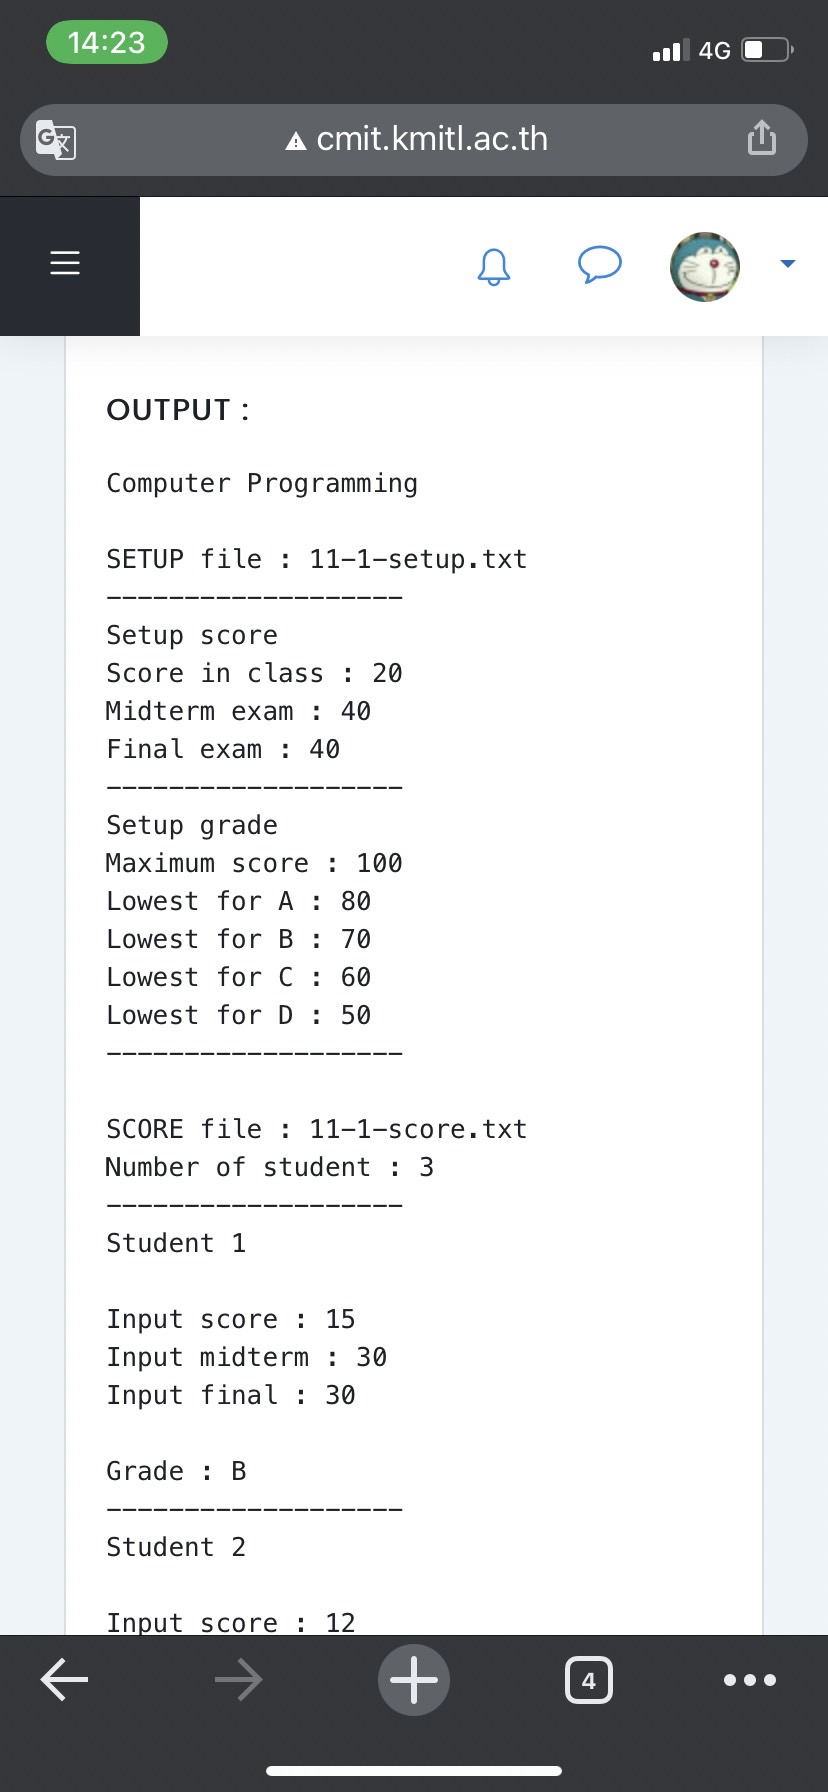 14:23
4G
cmit.kmitl.ac.th
OUTPUT :
Computer Programming
SETUP file : 11-1-setup.txt
-------------------
Setup score
Score in class : 20
Midterm exam : 40
Final exam : 40
-------------------
Setup grade
Maximum score : 100
Lowest for A : 80
Lowest for B : 70
Lowest for C : 60
Lowest for D : 50
-------------------
SCORE file : 11-1-score.txt
Number of student : 3
-------------------
Student 1
Input score : 15
Input midterm : 30
Input final : 30
Grade : B
-------------------
Student 2
Input score : 12
4